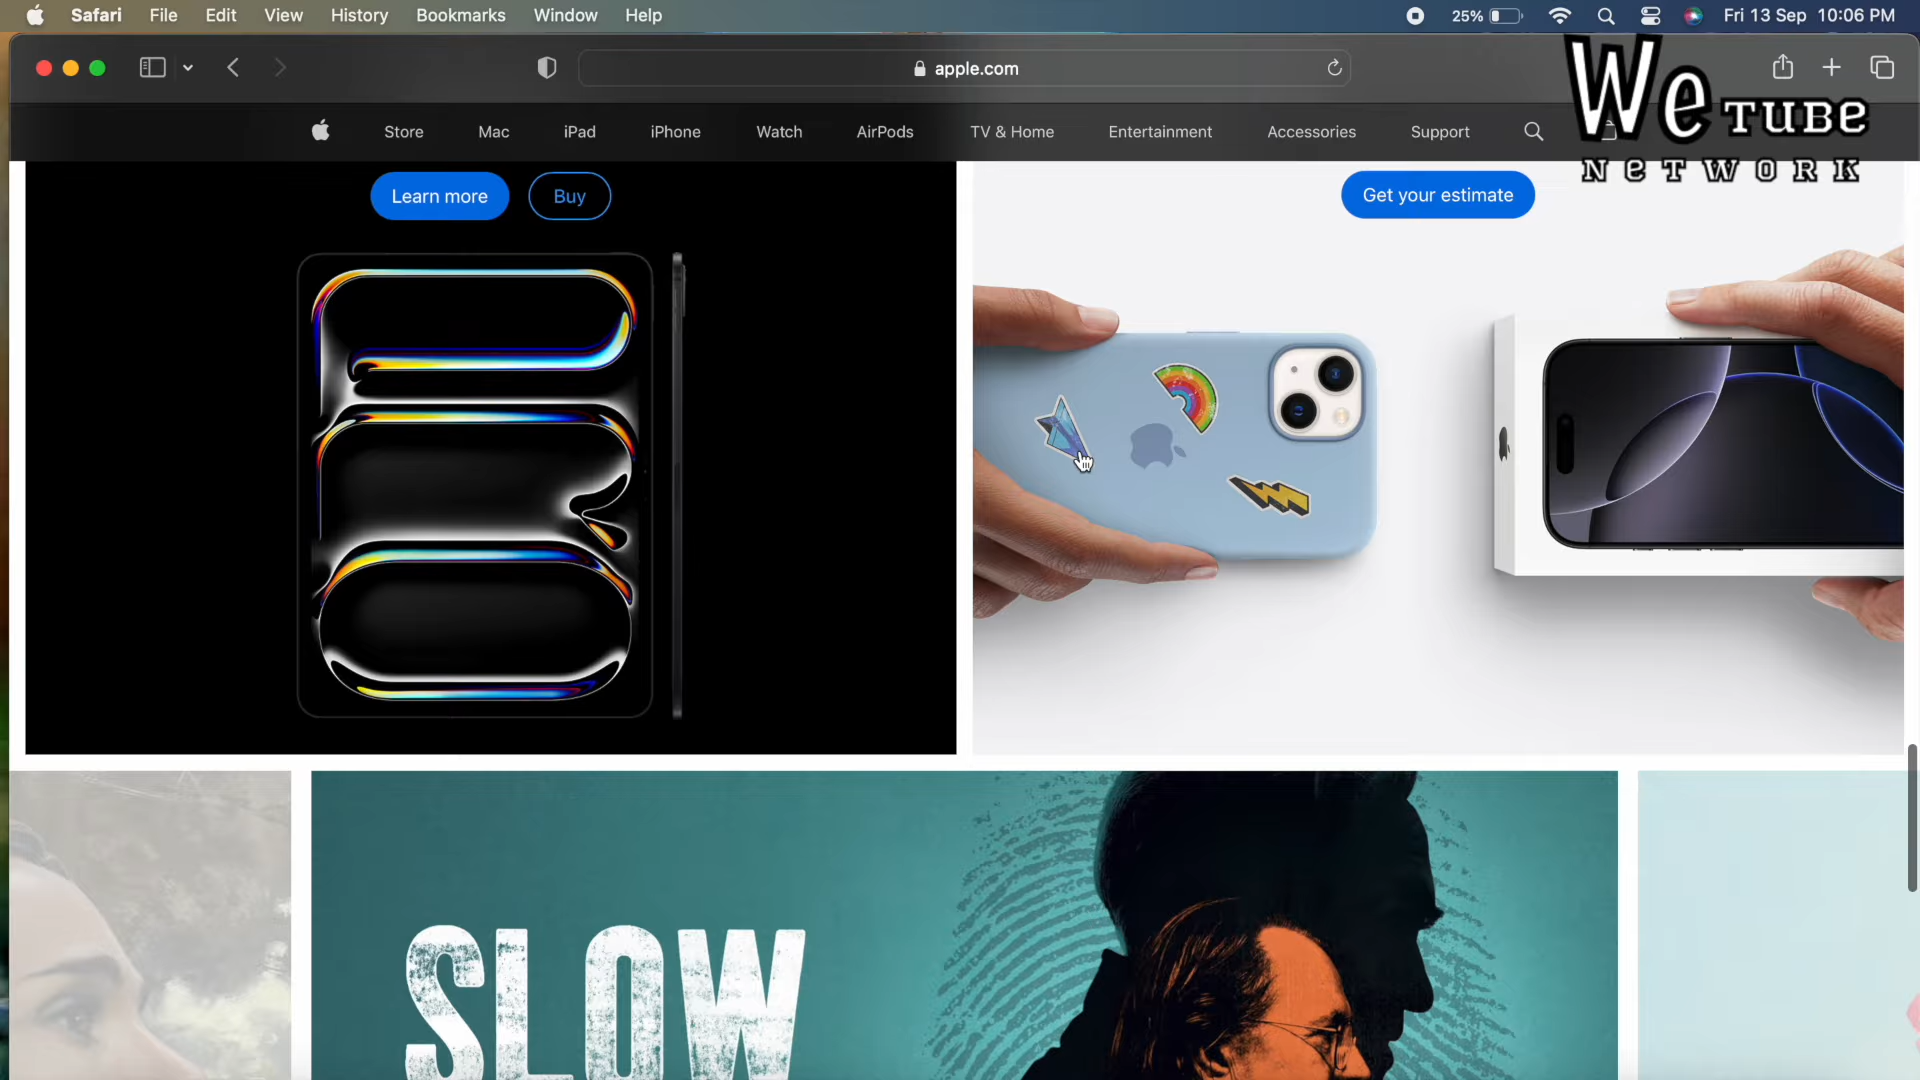 Safari File Edit View History Bookmarks Window Help 25% Fri 13 Sep 10:06 PM
apple.com
We TUBE
NETWORK
Store Mac iPad iPhone Watch AirPods TV & Home Entertainment Accessories Support
Learn more Buy
Get your estimate
SLOW